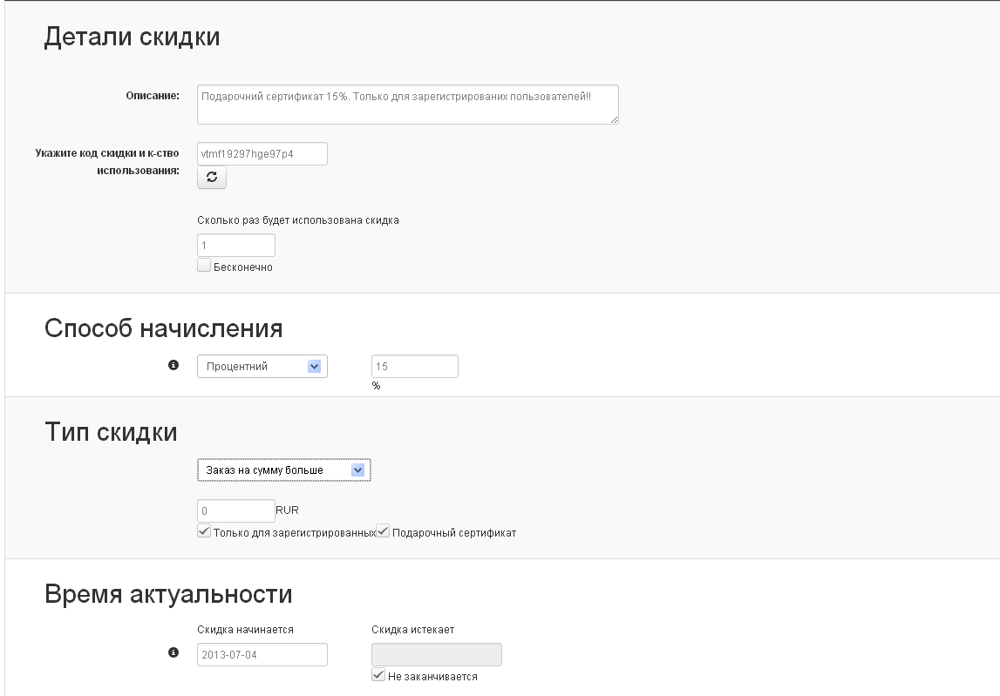 Детали скидки
Описание:
Подарочний сертификат 15%. Только для зарегистрированих пользователей!!
Укажите код скидки и к-ство
использования:
vtmf19297hge97p4
Сколько раз будет использована скидка
1
Бесконечно
Способ начисления
Процентний
15
%
Тип скидки
Заказ на сумму больше
0
RUR
Только для зарегистрированных
Подарочный сертификат
Время актуальности
Скидка начинается
Скидка истекает
2013-07-04
Не заканчивается